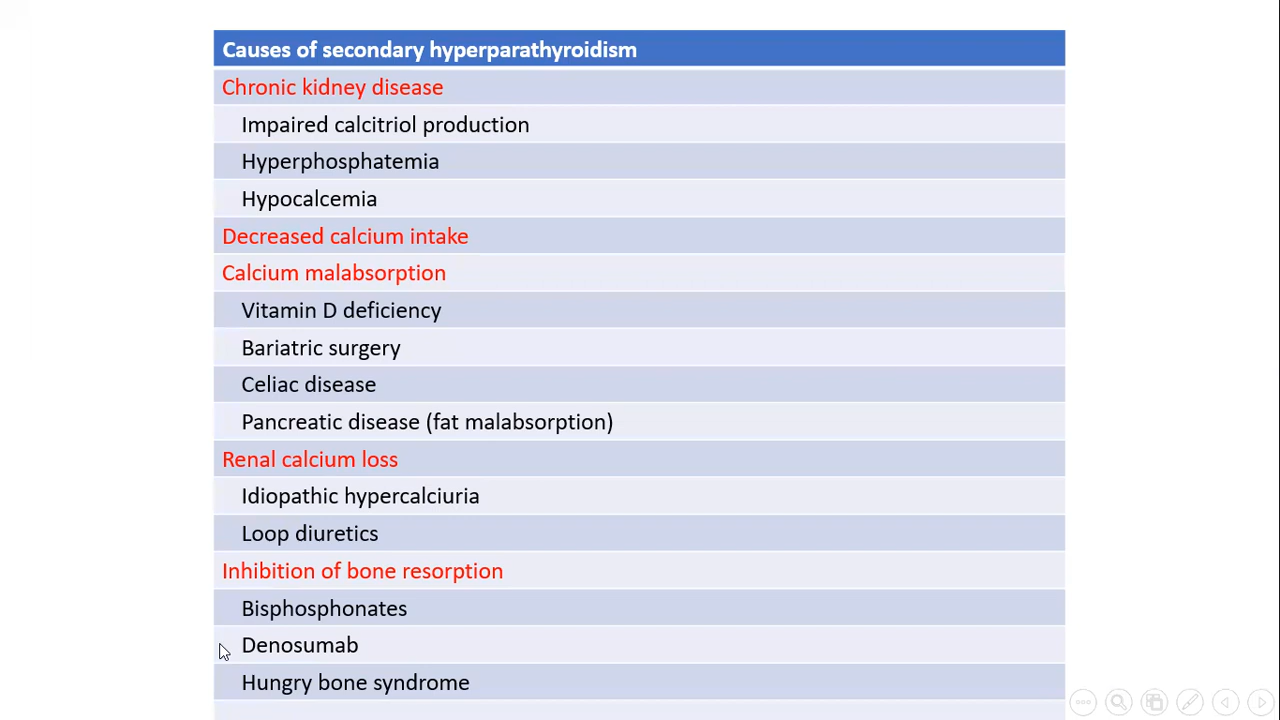 Causes of secondary hyperparathyroidism
Chronic kidney disease
Impaired calcitriol production
Hyperphosphatemia
Hypocalcemia
Decreased calcium intake
Calcium malabsorption
Vitamin D deficiency
Bariatric surgery
Celiac disease
Pancreatic disease (fat malabsorption)
Renal calcium loss
Idiopathic hypercalciuria
Loop diuretics
Inhibition of bone resorption
Bisphosphonates
Denosumab
Hungry bone syndrome